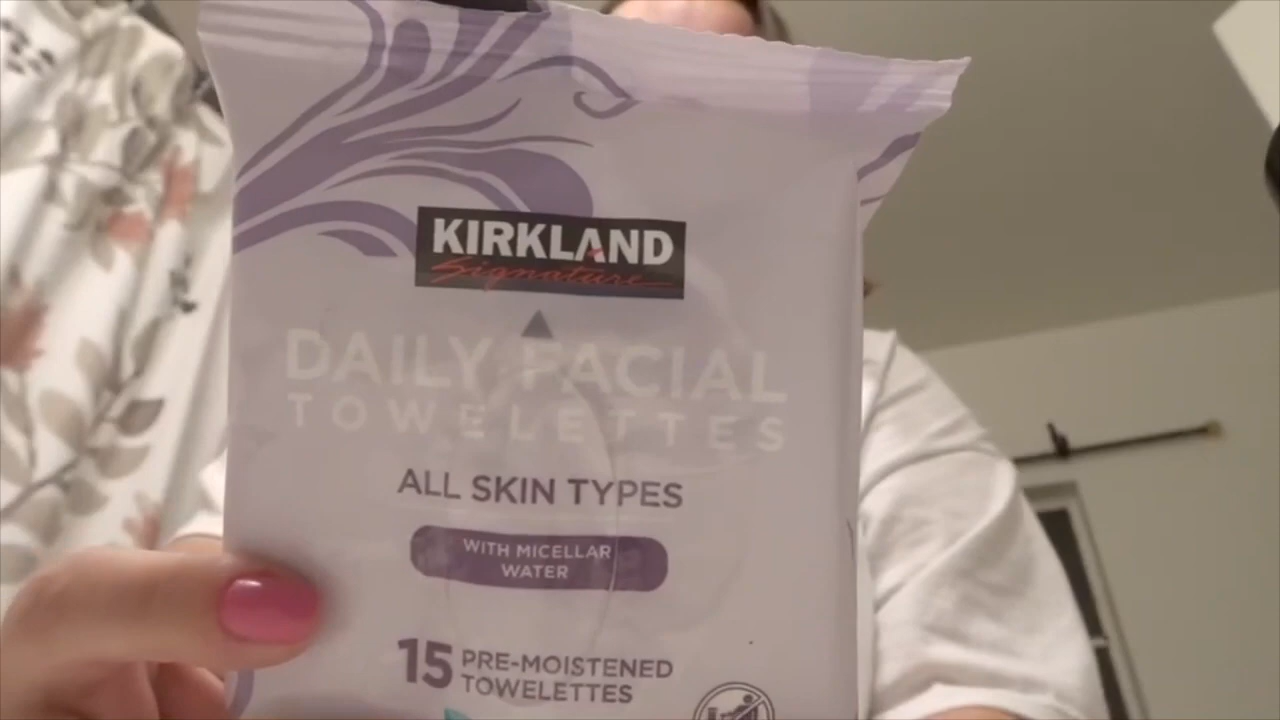 KIRKLAND
Signature
DAILY FACIAL
TOWELETTES
ALL SKIN TYPES
WITH MICELLAR
WATER
15 PRE-MOISTENED
TOWELETTES